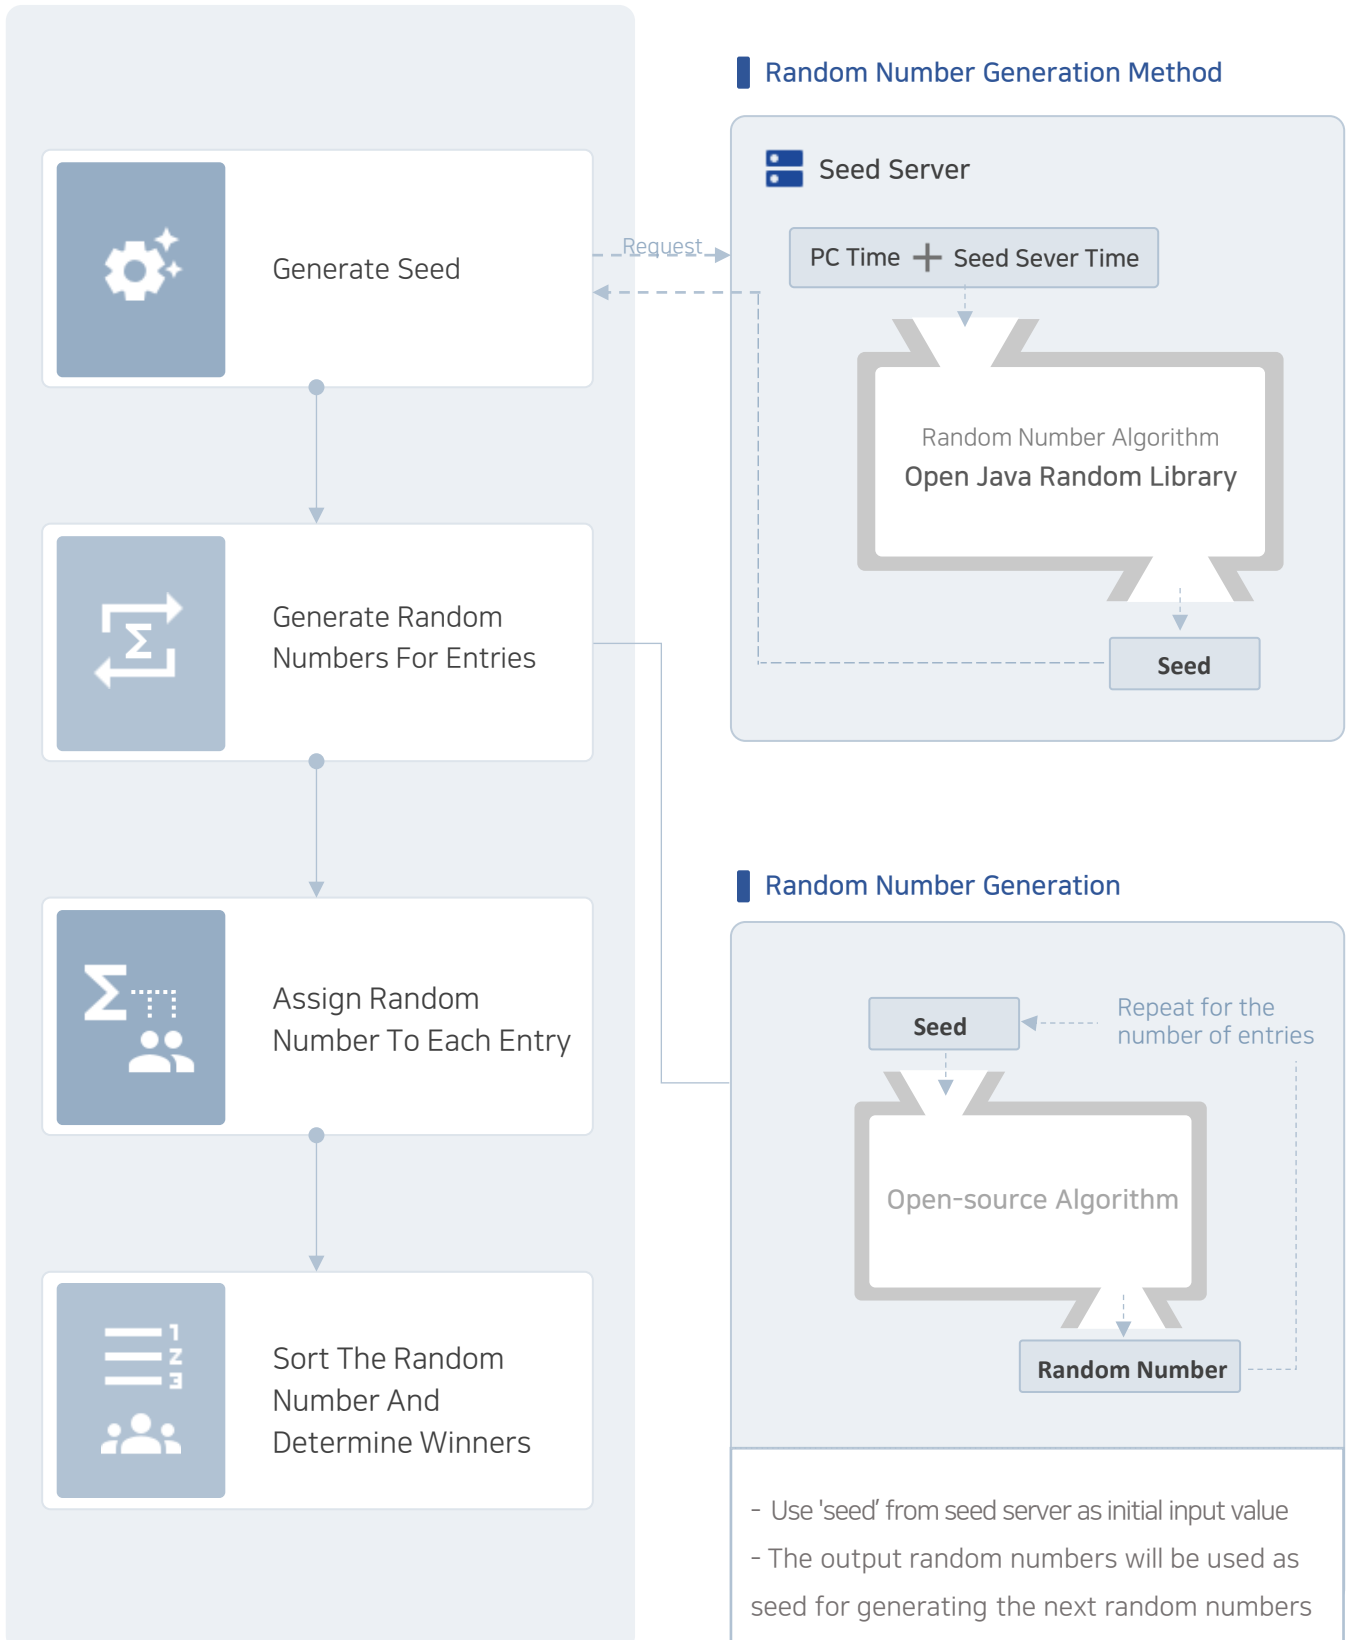 Generate Seed
Generate Random
Numbers For Entries
Σ
Assign Random
Number To Each Entry
Σ
Sort The Random
Number And
Determine Winners
1
2
3
Request
Random Number Generation Method
Seed Server
PC Time + Seed Sever Time
Random Number Algorithm
Open Java Random Library
Seed
Random Number Generation
Seed
Repeat for the
number of entries
Open-source Algorithm
Random Number
- Use 'seed’ from seed server as initial input value
- The output random numbers will be used as
seed for generating the next random numbers